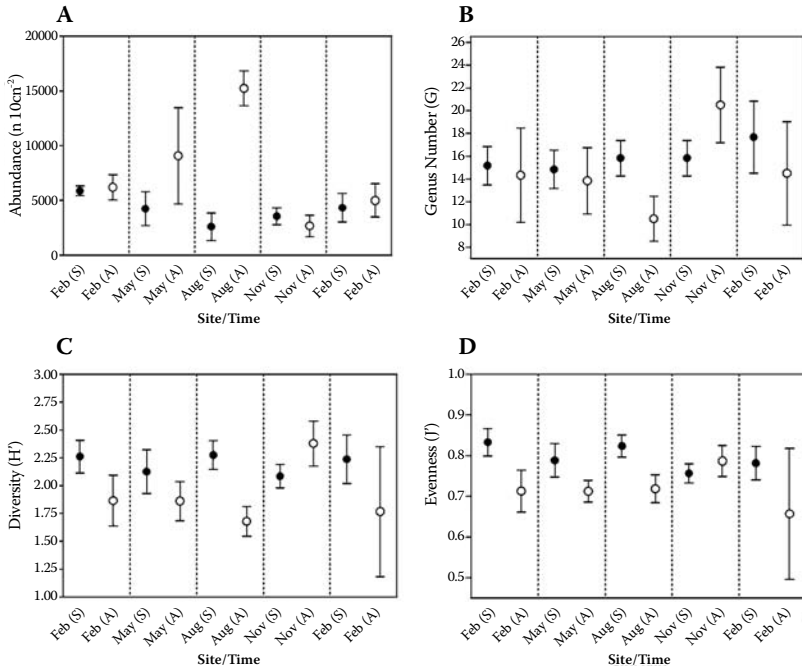 A
Abundance (n 10cm-2)
20000
15000
10000
5000
0
Feb (S)
Feb (A)
May (S)
May (A)
Aug (S)
Aug (A)
Nov (S)
Nov (A)
Feb (S)
Feb (A)
Site/Time
B
Genus Number (G)
26
24
22
20
18
16
14
12
10
8
Feb (S)
Feb (A)
May (S)
May (A)
Aug (S)
Aug (A)
Nov (S)
Nov (A)
Feb (S)
Feb (A)
Site/Time
C
Diversity (H')
3.00
2.75
2.50
2.25
2.00
1.75
1.50
1.25
1.00
Feb (S)
Feb (A)
May (S)
May (A)
Aug (S)
Aug (A)
Nov (S)
Nov (A)
Feb (S)
Feb (A)
Site/Time
D
Evenness (J')
1.0
0.9
0.8
0.7
0.6
0.5
Feb (S)
Feb (A)
May (S)
May (A)
Aug (S)
Aug (A)
Nov (S)
Nov (A)
Feb (S)
Feb (A)
Site/Time